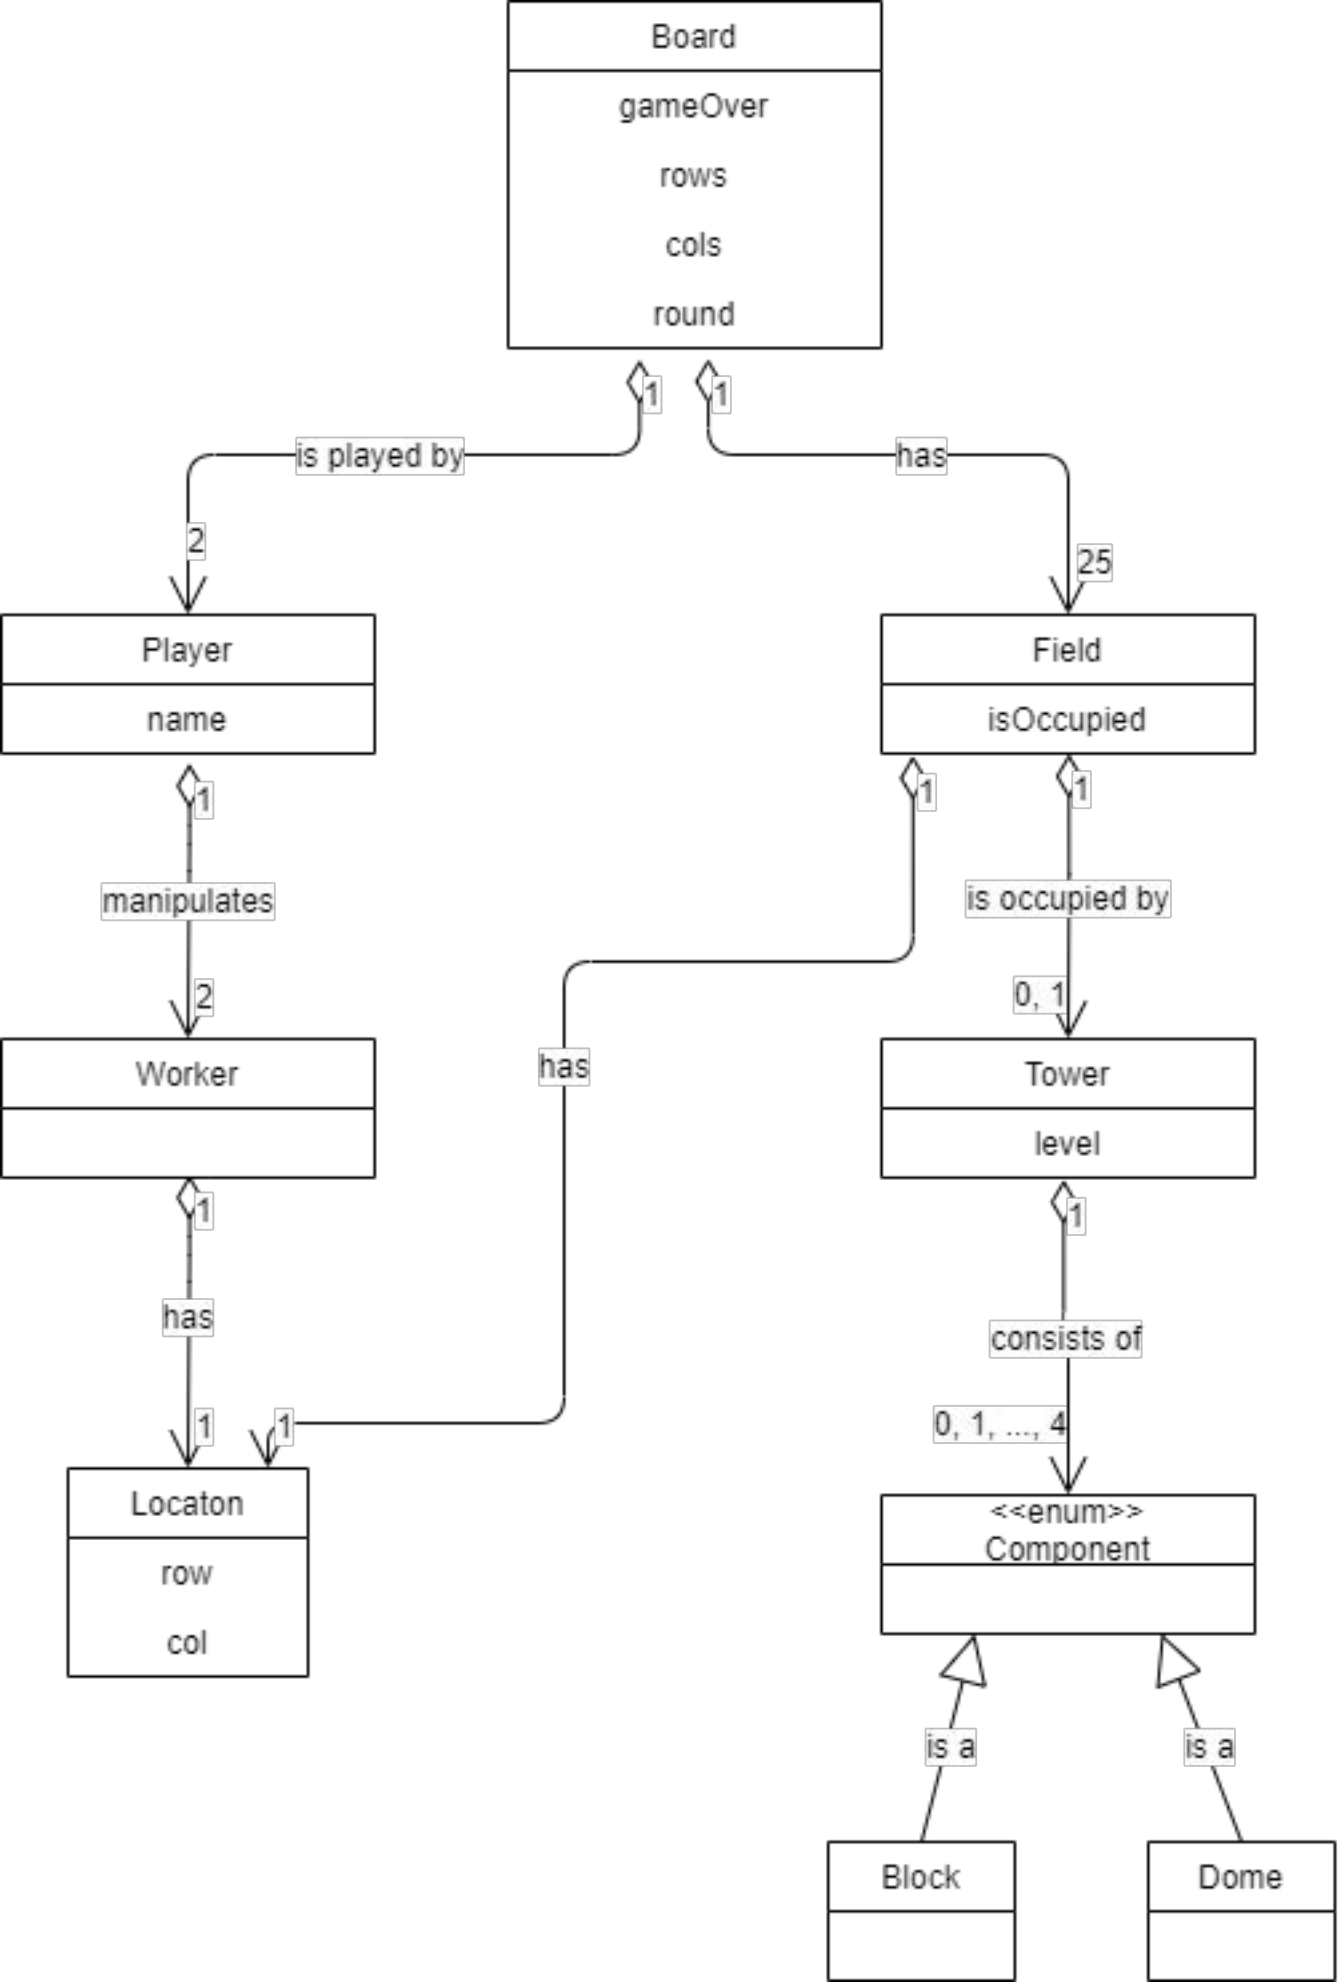 Board
gameOver
rows
cols
round
1
1
is played by
has
2
25
Player
name
Field
isOccupied
1
1
1
manipulates
is occupied by
2
0, 1
Worker
has
Tower
level
1
1
has
consists of
1
1
0, 1, ..., 4
Locaton
row
col
<<enum>>
Component
is a
is a
Block
Dome